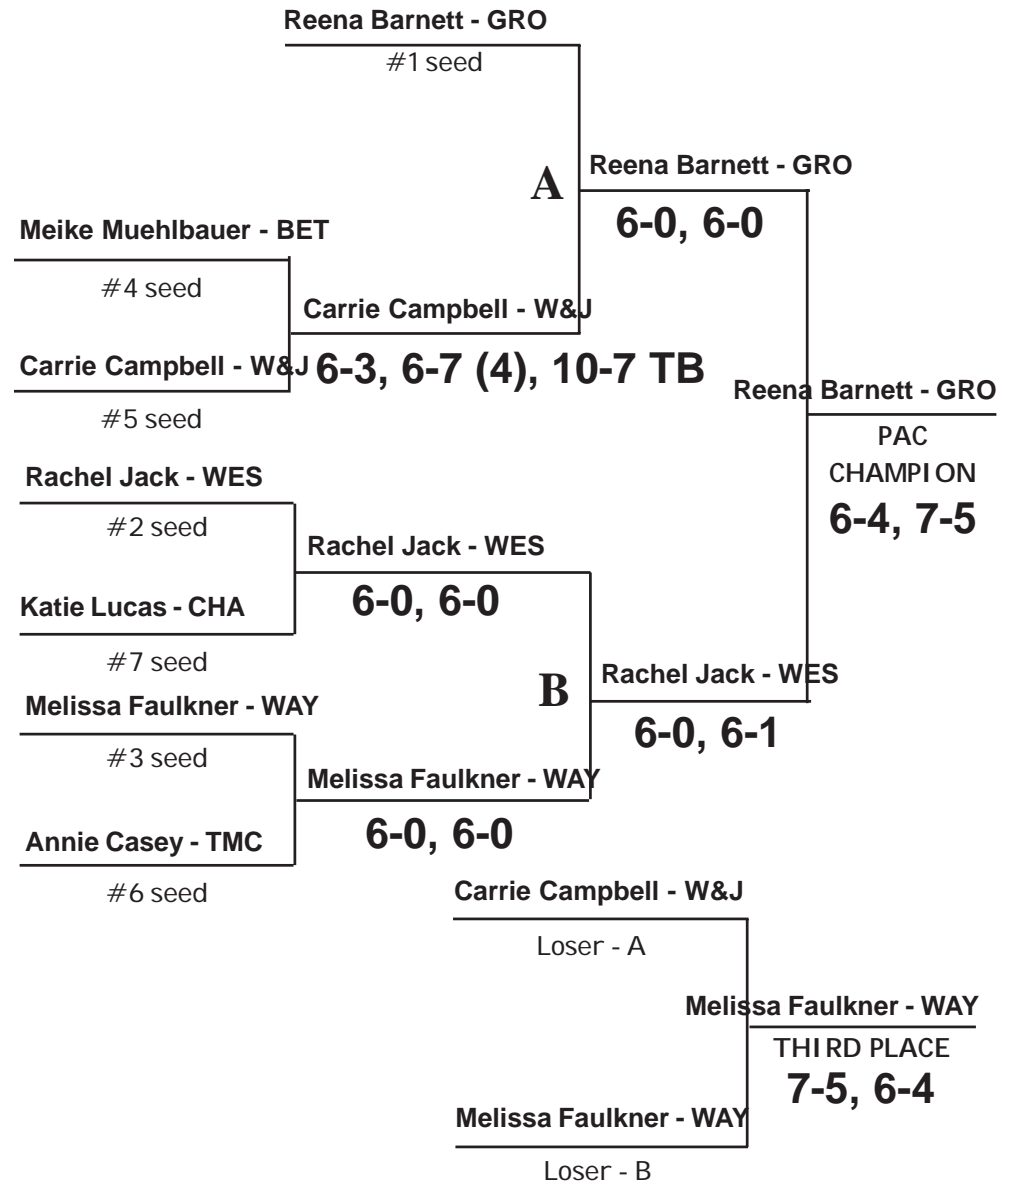 Reena Barnett - GRO
#1 seed
A
Reena Barnett - GRO
6-0, 6-0
Meike Muehlbauer - BET
#4 seed
Carrie Campbell - W&J
6-3, 6-7 (4), 10-7 TB
Carrie Campbell - W&J
#5 seed
Reena Barnett - GRO
PAC
CHAMPION
6-4, 7-5
Rachel Jack - WES
#2 seed
Rachel Jack - WES
6-0, 6-0
Katie Lucas - CHA
#7 seed
B
Rachel Jack - WES
6-0, 6-1
Melissa Faulkner - WAY
#3 seed
Melissa Faulkner - WAY
6-0, 6-0
Annie Casey - TMC
#6 seed
Carrie Campbell - W&J
Loser - A
Melissa Faulkner - WAY
THIRD PLACE
7-5, 6-4
Melissa Faulkner - WAY
Loser - B